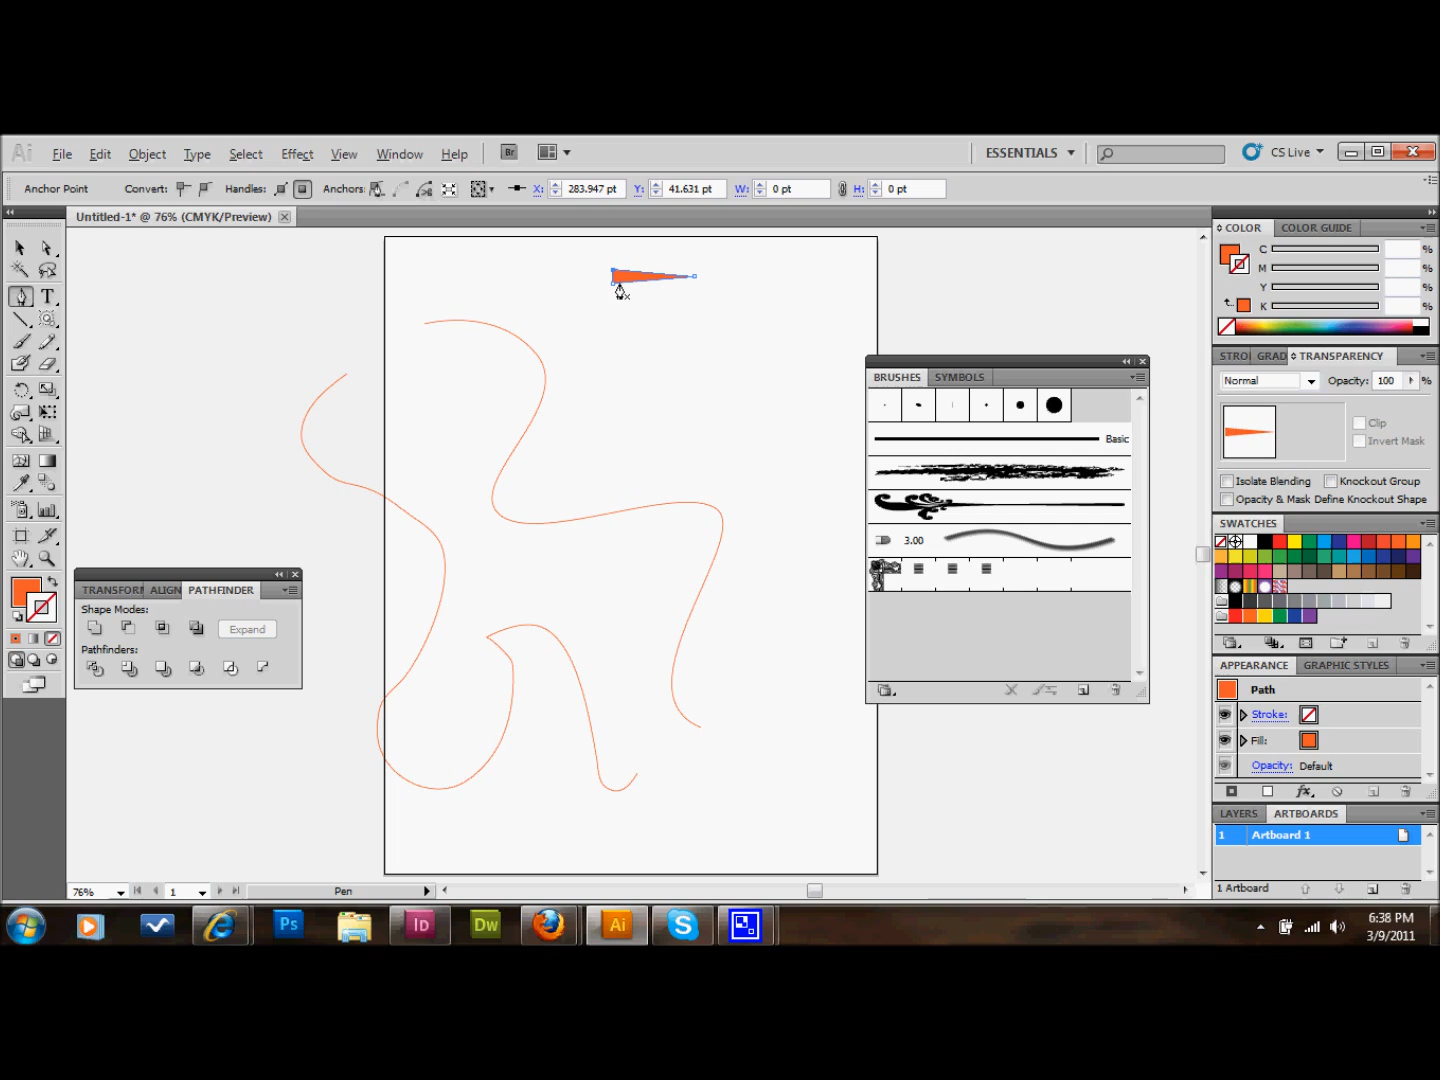 Ai File Edit Object Type Select Effect View Window Help Br ESSENTIALS CS Live
Anchor Point Convert: Handles: Anchors: X: 283.947 pt Y: 41.631 pt W: 0 pt H: 0 pt
Untitled-1* @ 76% (CMYK/Preview)
COLOR COLOR GUIDE
C %
M %
Y %
K %
STRO GRAD TRANSPARENCY
Normal Opacity: 100 %
Clip
Invert Mask
Isolate Blending Knockout Group
Opacity & Mask Define Knockout Shape
SWATCHES
BRUSHES SYMBOLS
Basic
3.00
TRANSFORM ALIGN PATHFINDER
Shape Modes:
Expand
Pathfinders:
APPEARANCE GRAPHIC STYLES
Path
Stroke:
Fill:
Opacity: Default
fx
LAYERS ARTBOARDS
1 Artboard 1
1 Artboard
76% 1 Pen
Ps Id Dw Ai S
6:38 PM
3/9/2011